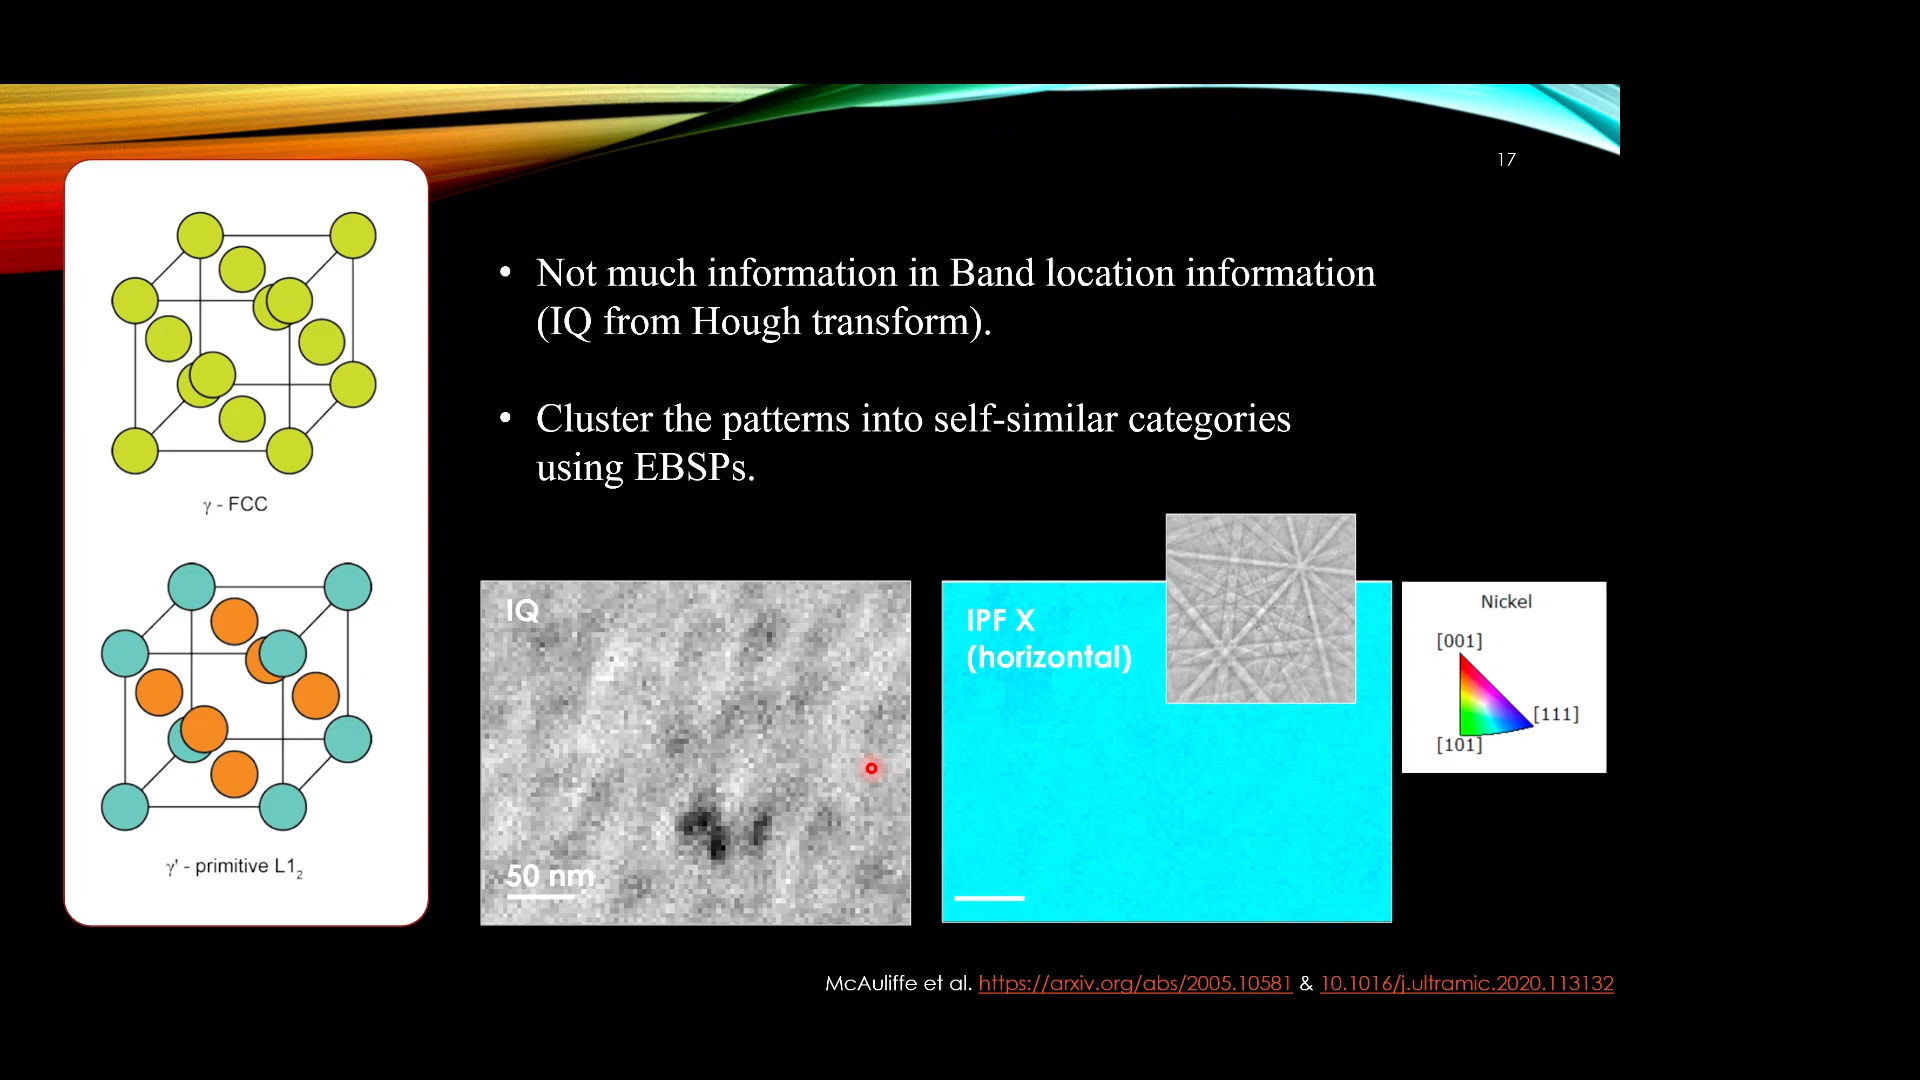 17
γ - FCC
γ' - primitive L1₂
• Not much information in Band location information
(IQ from Hough transform).
• Cluster the patterns into self-similar categories
using EBSPs.
IQ
50 nm
IPF X
(horizontal)
Nickel
[001]
[111]
[101]
McAuliffe et al. https://arxiv.org/abs/2005.10581 & 10.1016/j.ultramic.2020.113132